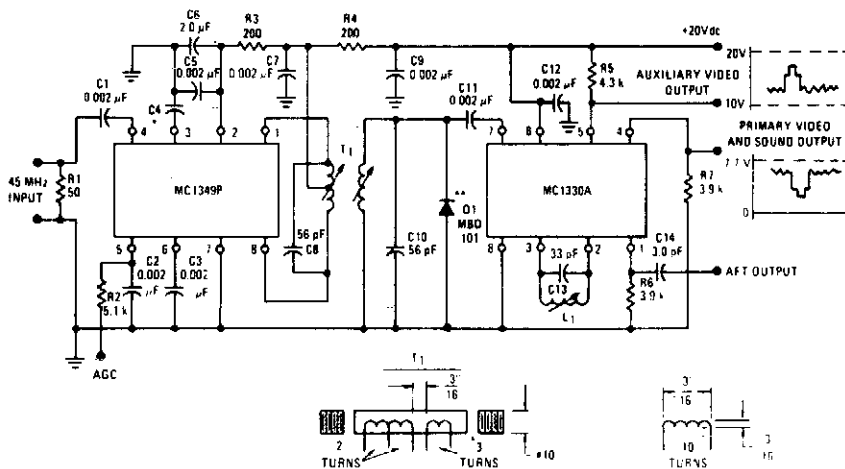 C6
2.0 µF
R3
200
R4
200
+20Vdc
C5
0.002 µF
C7
0.002 µF
C9
0.002 µF
C12
0.002 µF
R5
4.3 k
20V
AUXILIARY VIDEO
OUTPUT
10V
C1
0.002 µF
C4
C11
0.002 µF
4
3
2
1
7
6
5
4
T1
PRIMARY VIDEO
AND SOUND OUTPUT
7.7 V
0
45 MHz
INPUT
R1
50
MC1349P
MC1330A
**
D1
MBD
101
R7
3.9 k
56 pF
C8
C10
56 pF
5
6
7
8
8
3
2
1
C2
0.002
µF
C3
0.002
µF
R2
5.1 k
33 pF
C13
L1
C14
3.0 pF
AFT OUTPUT
R6
3.9 k
AGC
T1
3"
16
2
TURNS
3
TURNS
#10
3"
16
10
TURNS